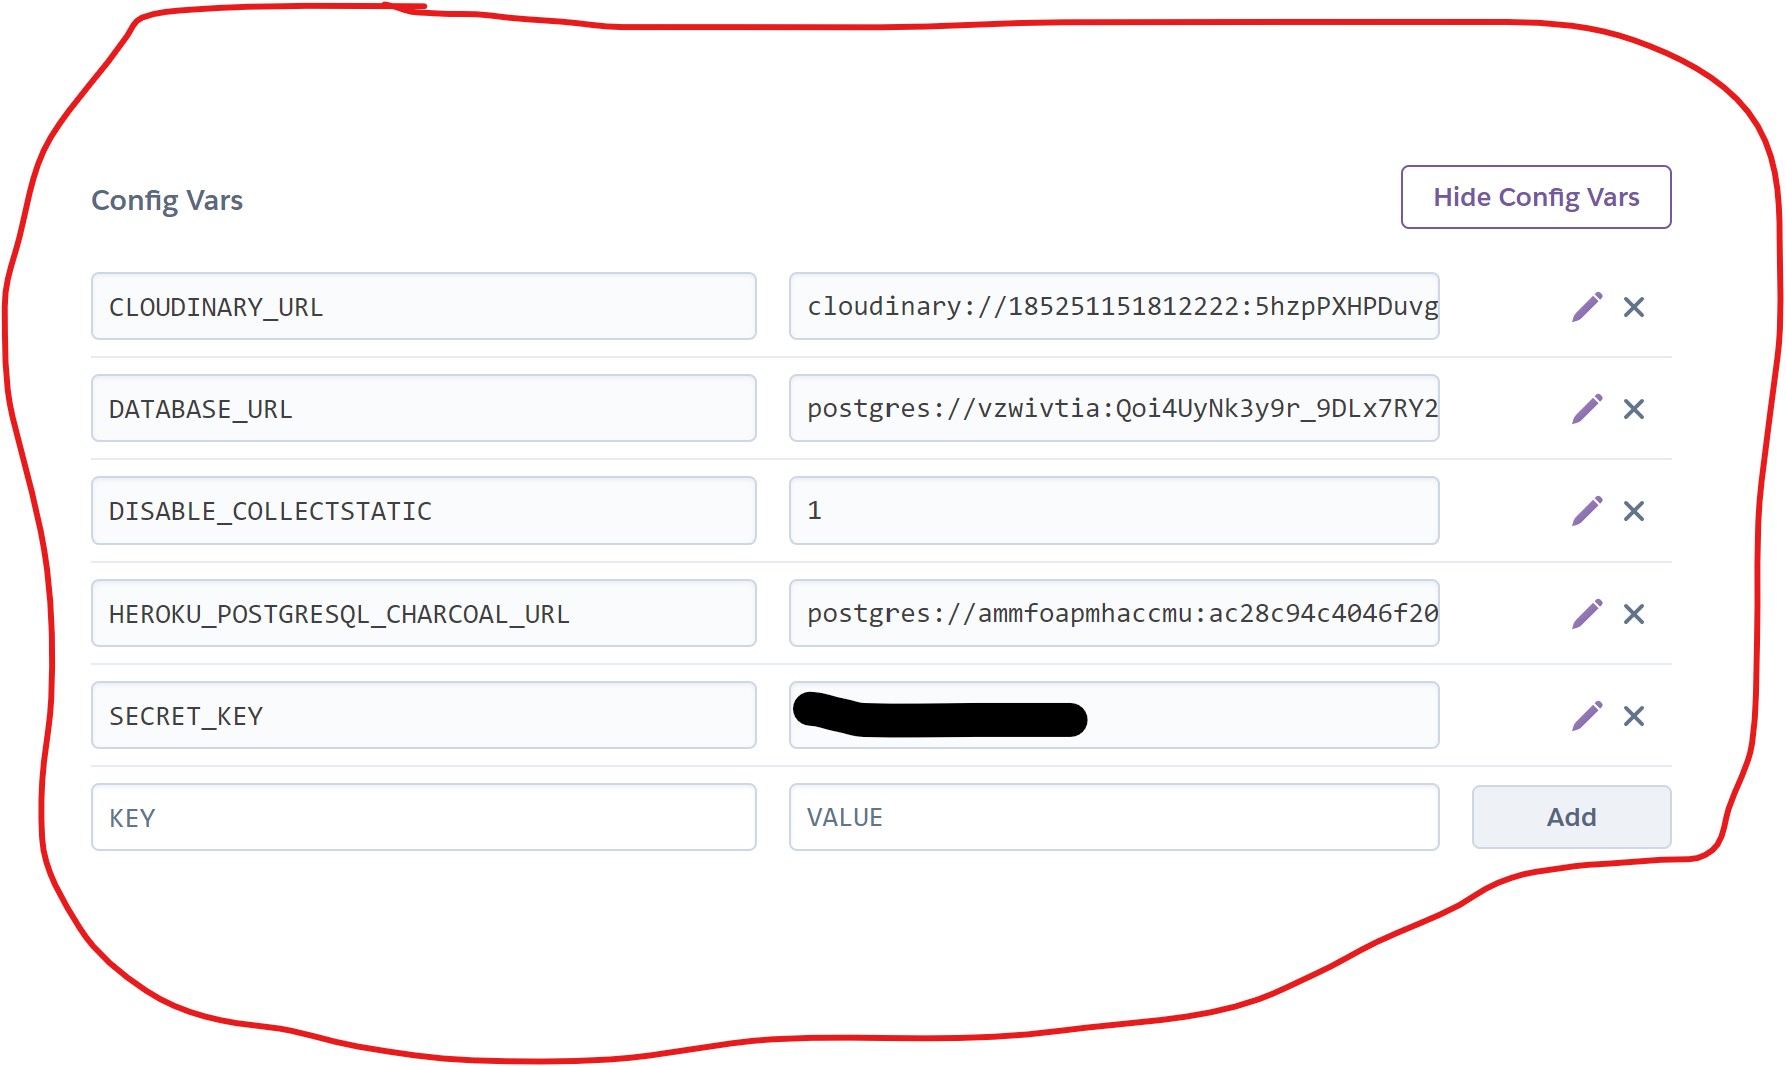 Config Vars
Hide Config Vars
CLOUDINARY_URL
cloudinary://185251151812222:5hzpPXHPDuvg
DATABASE_URL
postgres://vzwivtia:Qoi4UyNk3y9r_9DLx7RY2
DISABLE_COLLECTSTATIC
1
HEROKU_POSTGRESQL_CHARCOAL_URL
postgres://ammfoapmhaccmu:ac28c94c4046f20
SECRET_KEY
KEY
VALUE
Add